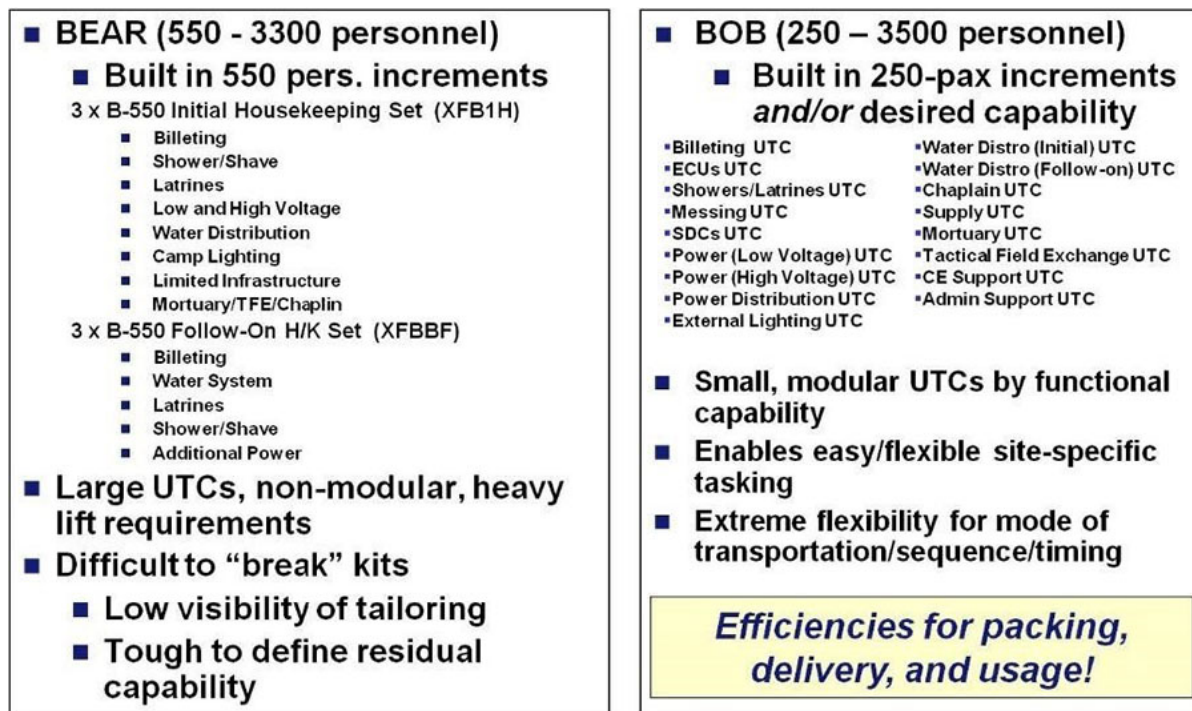 BEAR (550 - 3300 personnel)
Built in 550 pers. increments
3 x B-550 Initial Housekeeping Set (XFB1H)
Billeting
Shower/Shave
Latrines
Low and High Voltage
Water Distribution
Camp Lighting
Limited Infrastructure
Mortuary/TFE/Chaplin
3 x B-550 Follow-On H/K Set (XFBBF)
Billeting
Water System
Latrines
Shower/Shave
Additional Power
Large UTCs, non-modular, heavy
lift requirements
Difficult to “break” kits
Low visibility of tailoring
Tough to define residual
capability
BOB (250 – 3500 personnel)
Built in 250-pax increments
and/or desired capability
Billeting UTC
ECUs UTC
Showers/Latrines UTC
Messing UTC
SDCs UTC
Power (Low Voltage) UTC
Power (High Voltage) UTC
Power Distribution UTC
External Lighting UTC
Water Distro (Initial) UTC
Water Distro (Follow-on) UTC
Chaplain UTC
Supply UTC
Mortuary UTC
Tactical Field Exchange UTC
CE Support UTC
Admin Support UTC
Small, modular UTCs by functional
capability
Enables easy/flexible site-specific
tasking
Extreme flexibility for mode of
transportation/sequence/timing
Efficiencies for packing,
delivery, and usage!